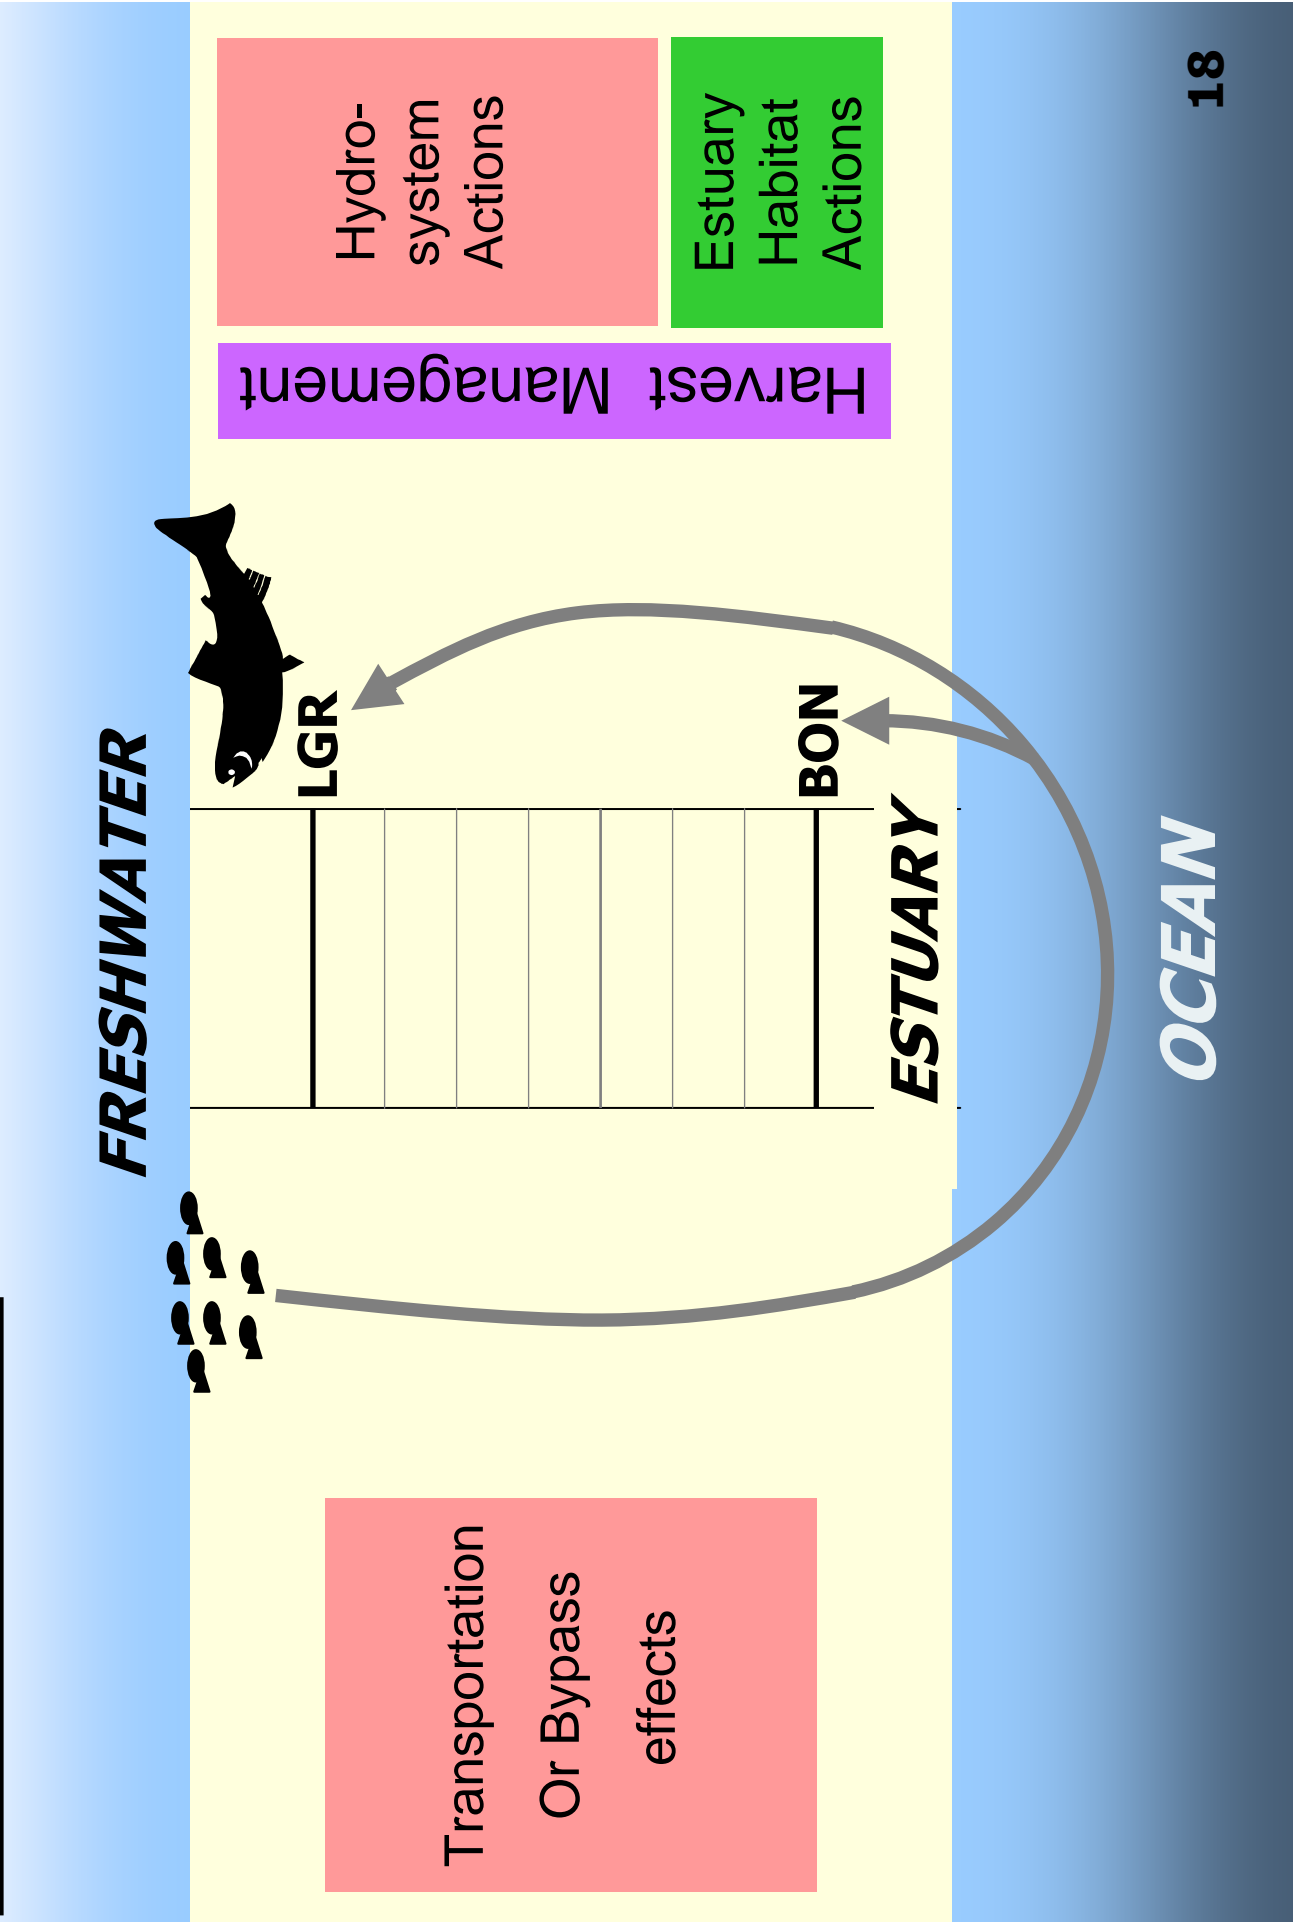 FRESHWATER
LGR
BON
ESTUARY
OCEAN
Transportation
Or Bypass
effects
Harvest Management
Hydro-
system
Actions
Estuary
Habitat
Actions
18